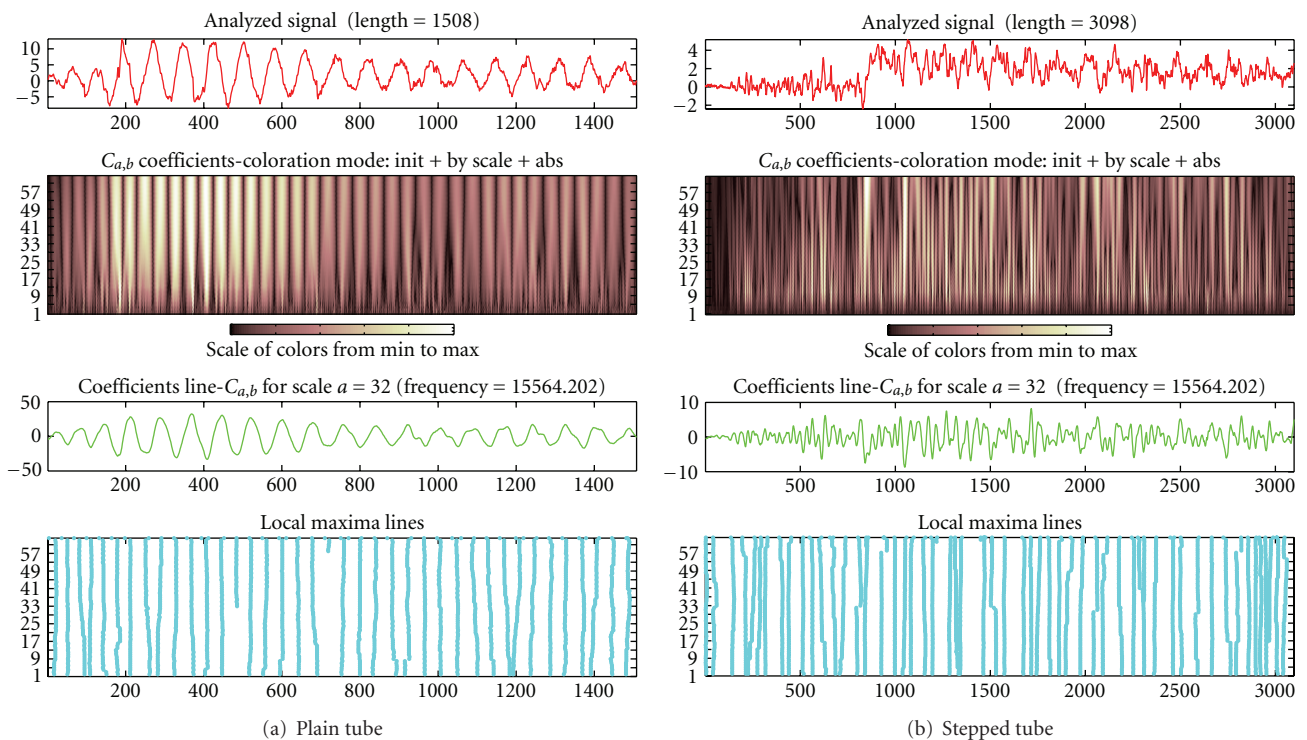 Analyzed signal (length = 1508)
10
5
0
−5
200 400 600 800 1000 1200 1400
C_{a,b} coefficients-coloration mode: init + by scale + abs
57
49
41
33
25
17
9
1
Scale of colors from min to max
Coefficients line-C_{a,b} for scale a = 32 (frequency = 15564.202)
50
0
−50
200 400 600 800 1000 1200 1400
Local maxima lines
57
49
41
33
25
17
9
1
200 400 600 800 1000 1200 1400
(a) Plain tube
Analyzed signal (length = 3098)
4
2
0
−2
500 1000 1500 2000 2500 3000
C_{a,b} coefficients-coloration mode: init + by scale + abs
57
49
41
33
25
17
9
1
Scale of colors from min to max
Coefficients line-C_{a,b} for scale a = 32 (frequency = 15564.202)
10
0
−10
500 1000 1500 2000 2500 3000
Local maxima lines
57
49
41
33
25
17
9
1
500 1000 1500 2000 2500 3000
(b) Stepped tube